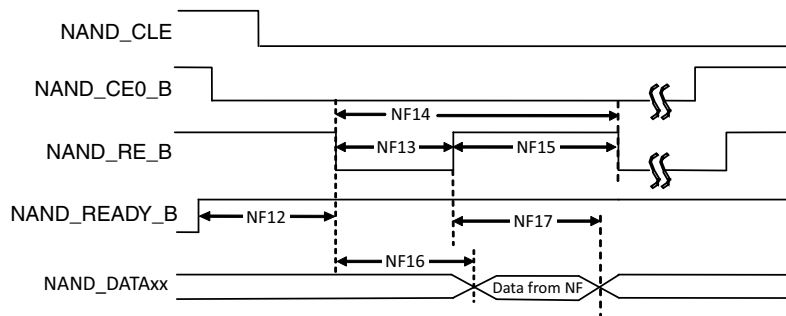 NAND_CLE
NAND_CE0_B
NF14
NAND_RE_B
NF13
NF15
NAND_READY_B
NF12
NF17
NF16
NAND_DATAxx
Data from NF